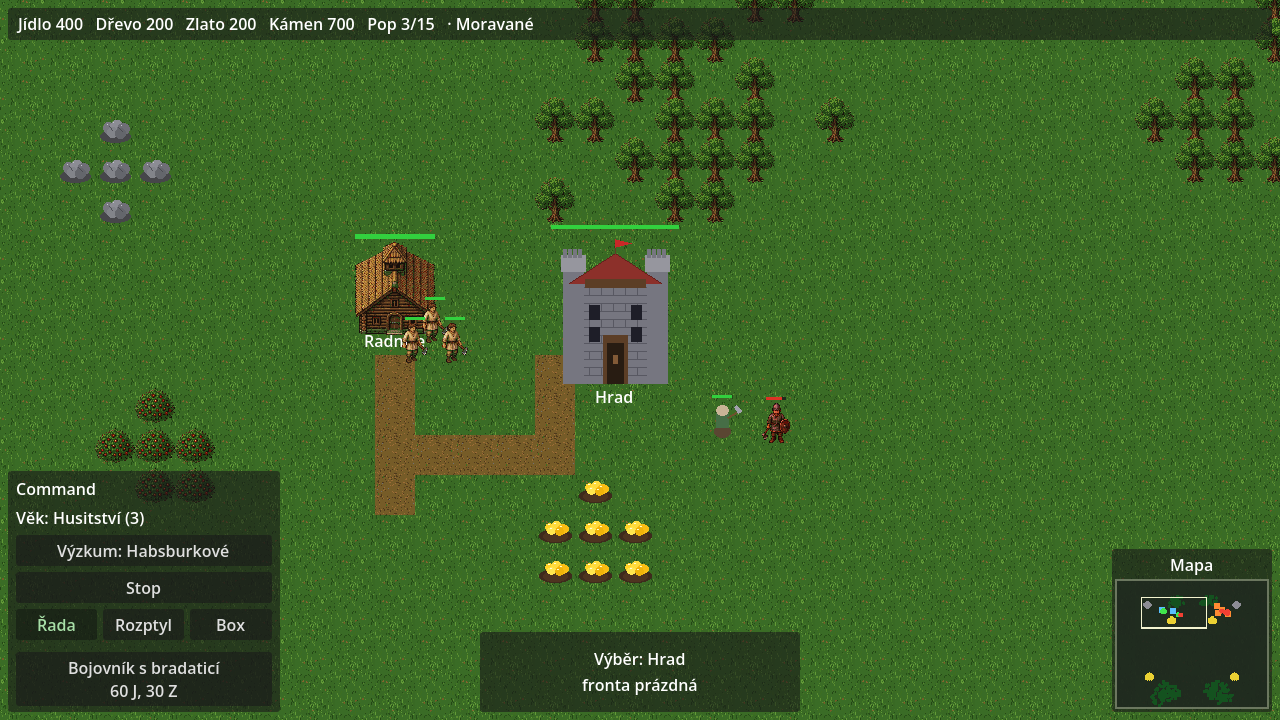 Jídlo 400 Dřevo 200 Zlato 200 Kámen 700 Pop 3/15 · Moravané
Hrad
Command
Věk: Husitství (3)
Výzkum: Habsburkové
Stop
Řada Rozptyl Box
Bojovník s bradaticí
60 J, 30 Z
Výběr: Hrad
fronta prázdná
Mapa